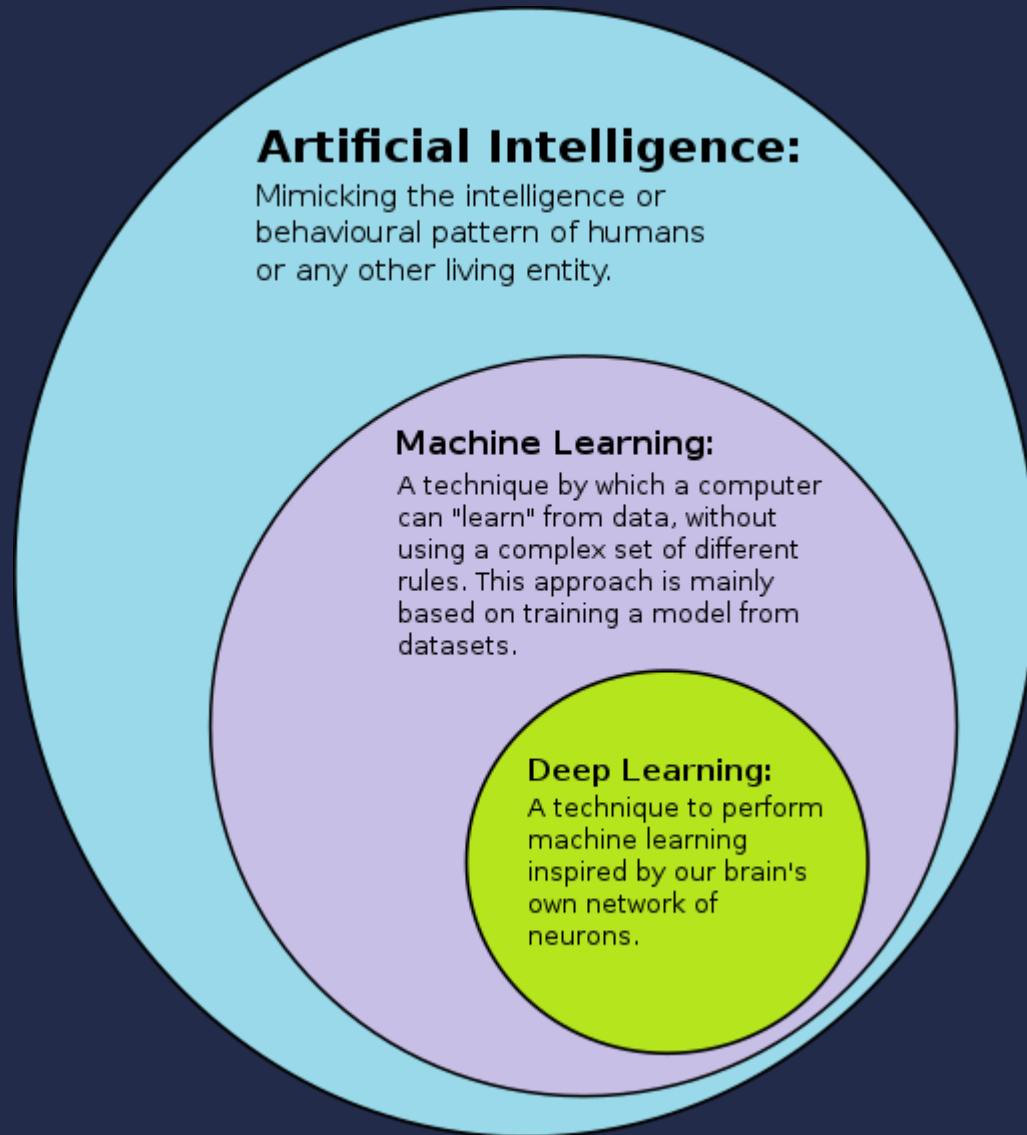 Artificial Intelligence:
Mimicking the intelligence or
behavioural pattern of humans
or any other living entity.
Machine Learning:
A technique by which a computer
can "learn" from data, without
using a complex set of different
rules. This approach is mainly
based on training a model from
datasets.
Deep Learning:
A technique to perform
machine learning
inspired by our brain's
own network of
neurons.